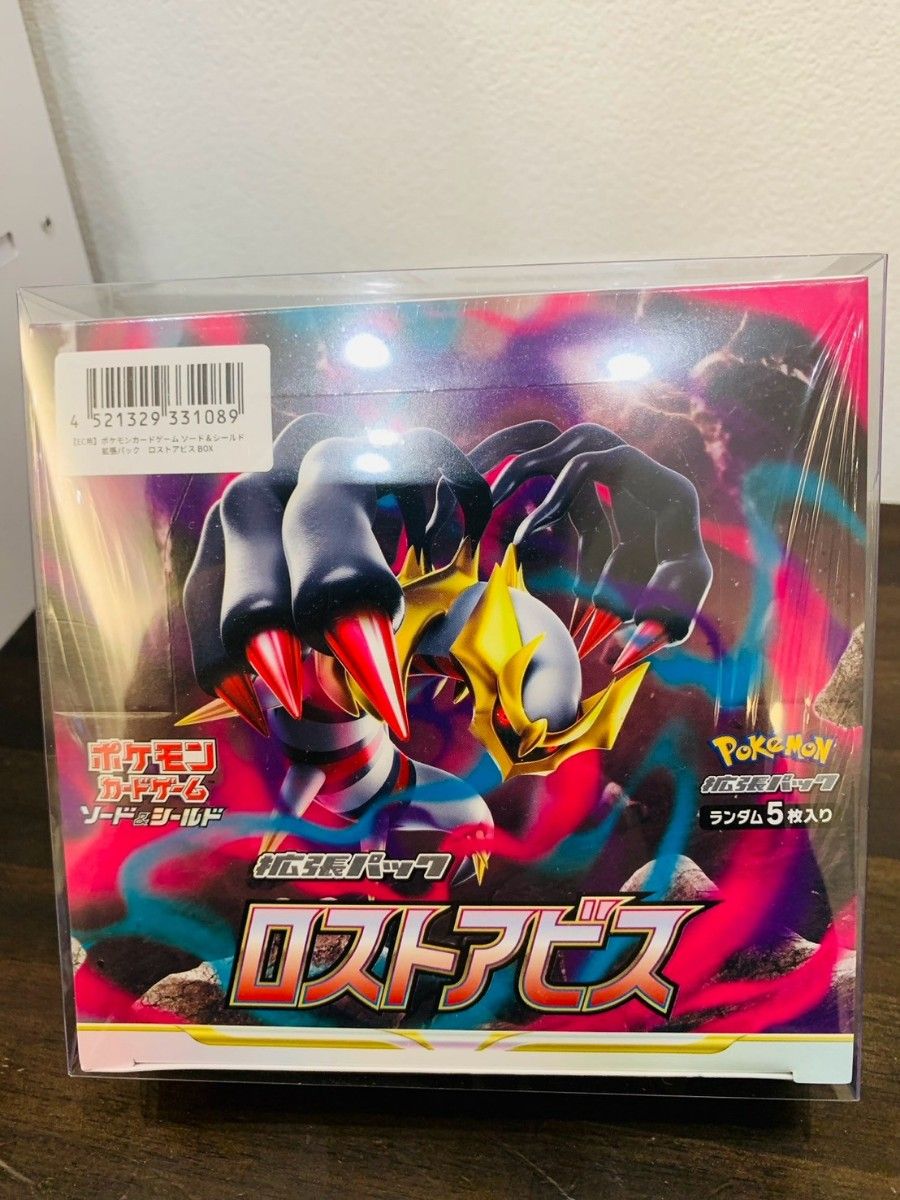 4 521329 331089
【EC用】ポケモンカードゲーム ソード&シールド
拡張パック ロストアビス BOX
ポケモン
カードゲーム
ソード&シールド
Pokémon
拡張パック
ランダム5枚入り
拡張パック
ロストアビス